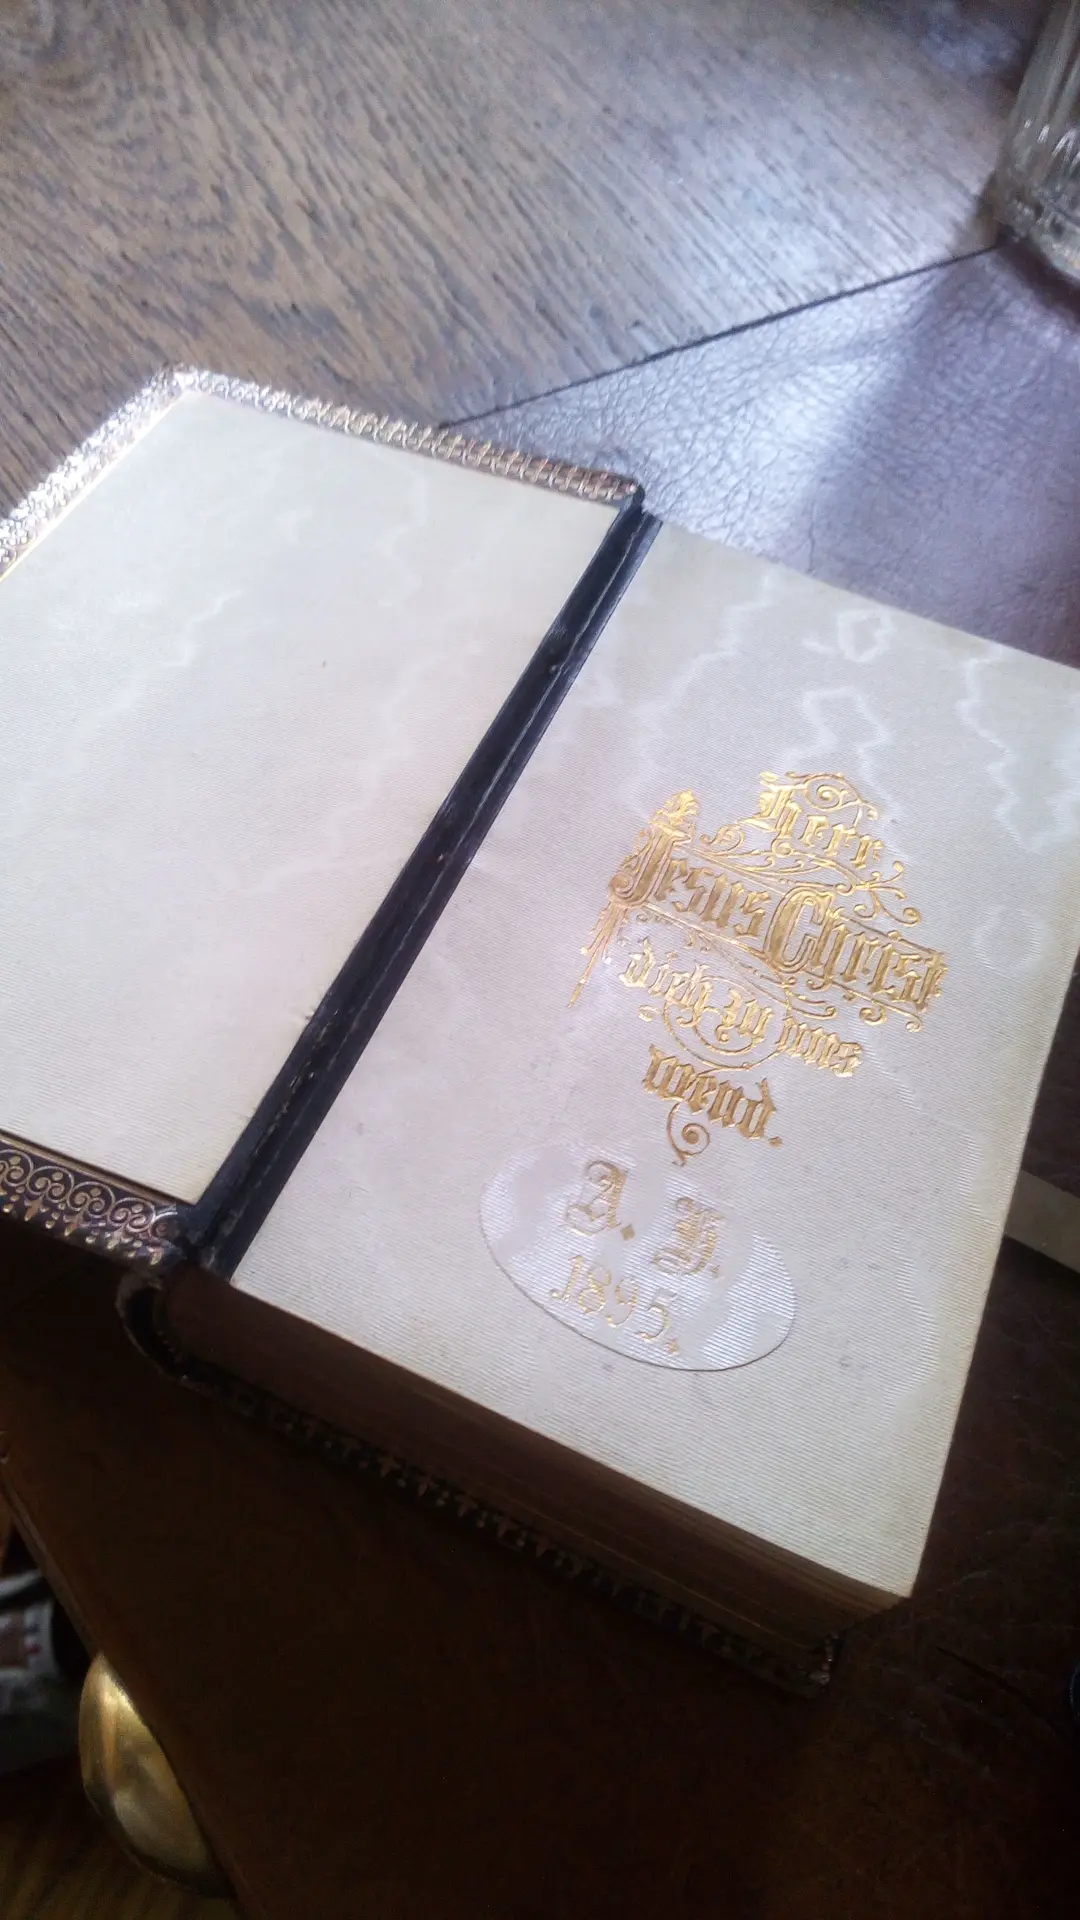 Herr
Jesus Christ
dich zu uns
wend.
A. H.
1895.